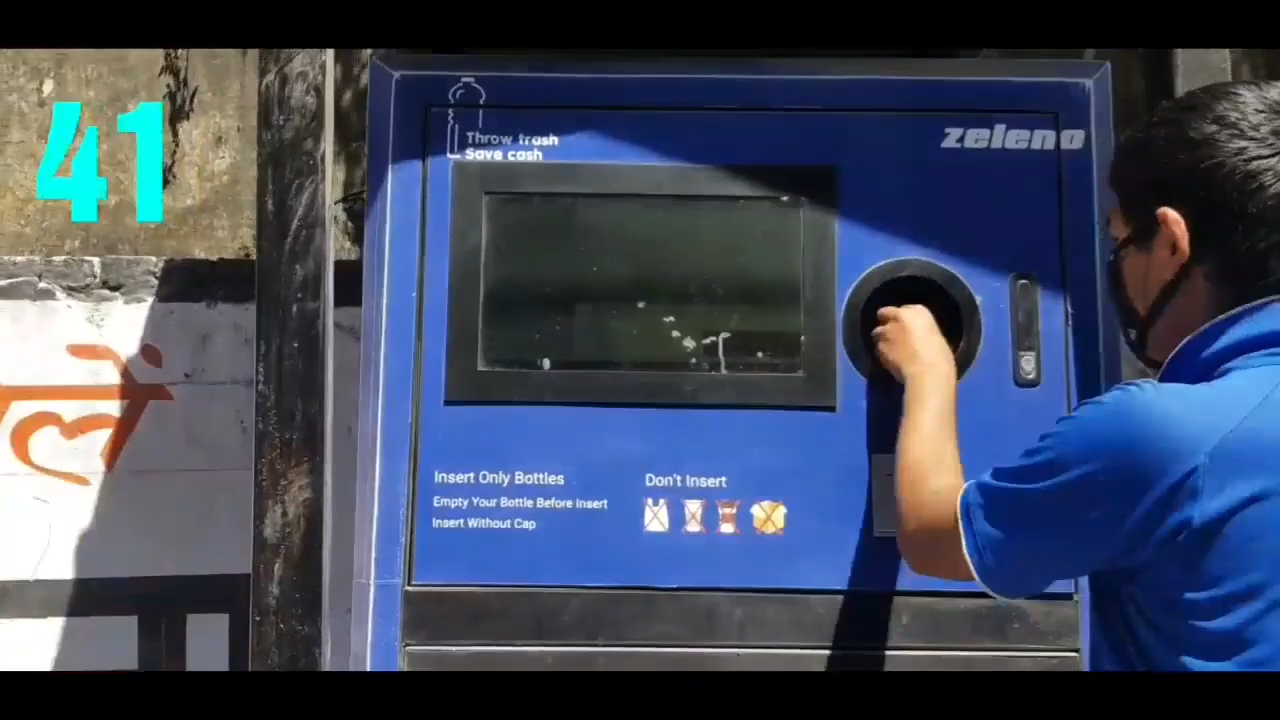 41
Throw trash
Save cash
zeleno
लें
Insert Only Bottles
Empty Your Bottle Before Insert
Insert Without Cap
Don't Insert